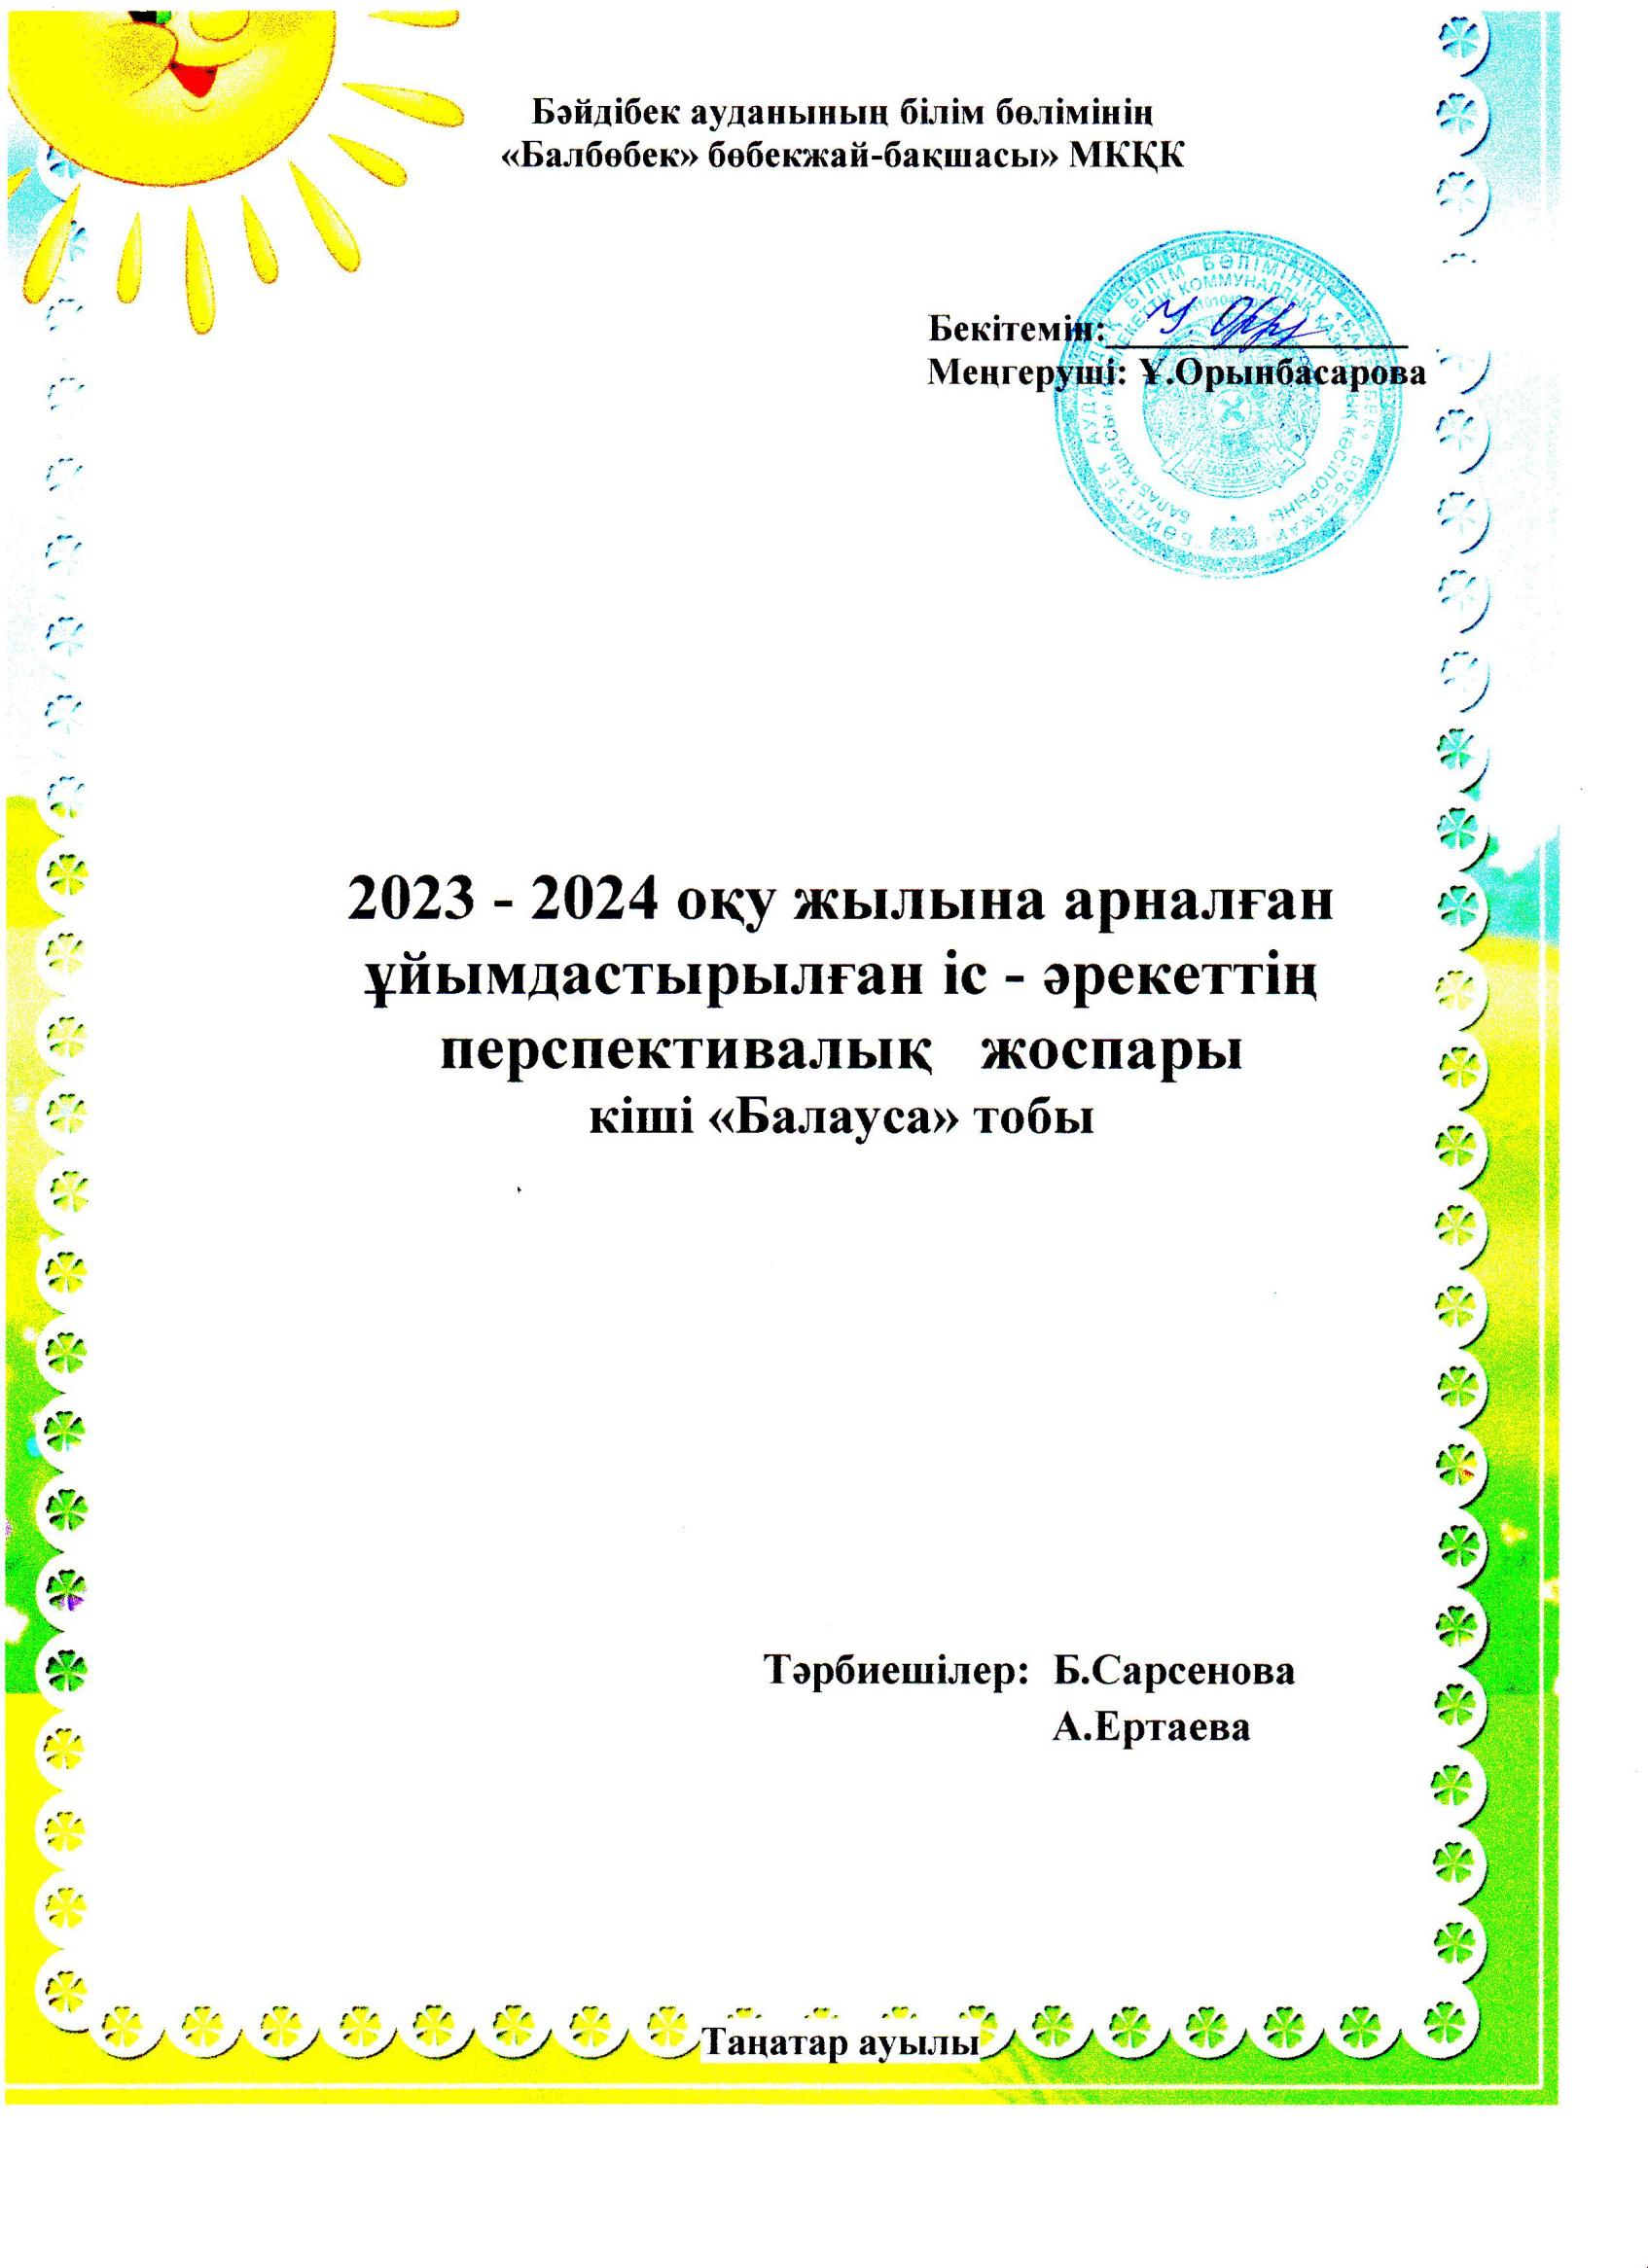 Бәйдібек ауданының білім бөлімінің
«Балбөбек» бөбекжай-бақшасы» МКҚК
Бекітемін:
Меңгеруші: Ұ.Орынбасарова
2023 - 2024 оқу жылына арналған
ұйымдастырылған іс - әрекеттің
перспективалық жоспары
кіші «Балауса» тобы
Тәрбиешілер: Б.Сарсенова
А.Ертаева
Таңатар ауылы